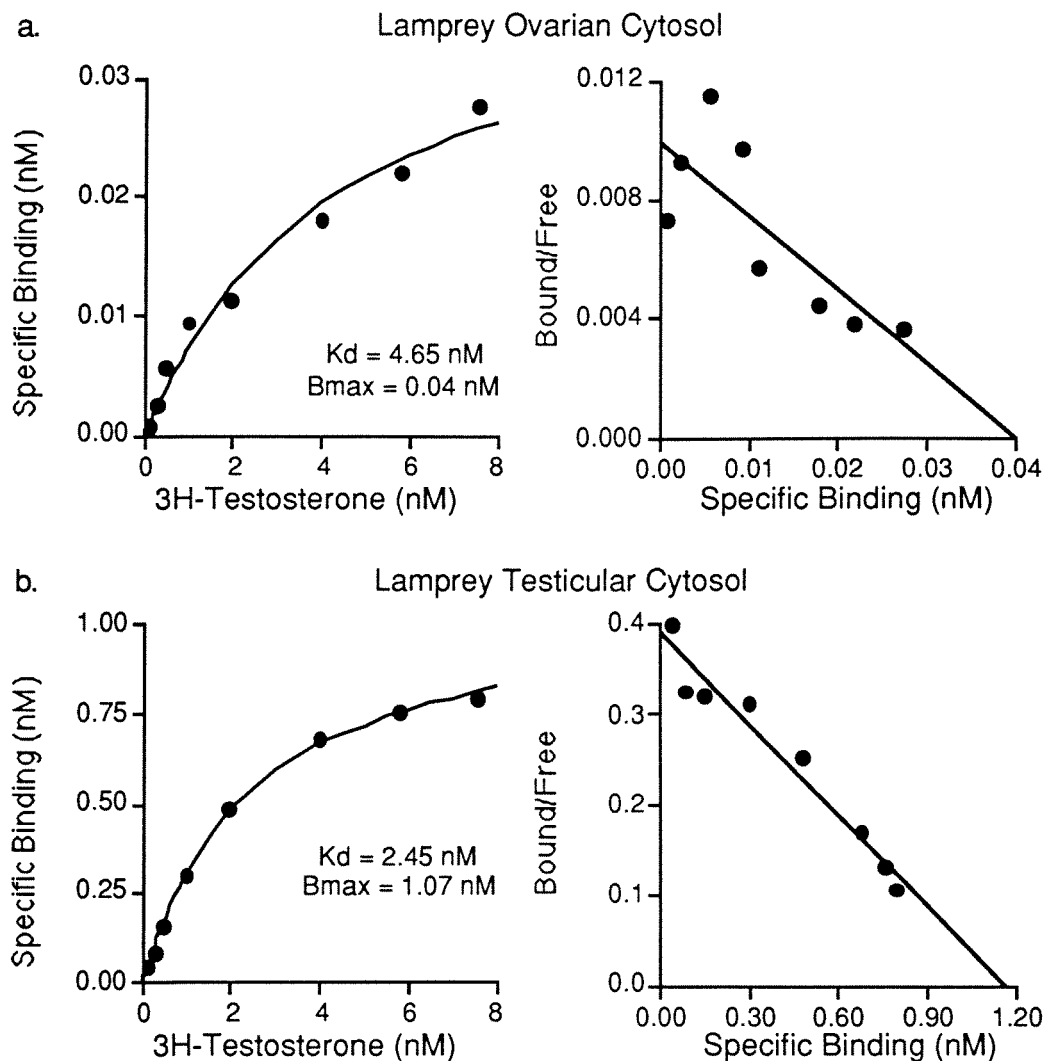 a.
Lamprey Ovarian Cytosol
Specific Binding (nM)
0.03
0.02
0.01
0.00
Kd = 4.65 nM
Bmax = 0.04 nM
0 2 4 6 8
3H-Testosterone (nM)
Bound/Free
0.012
0.008
0.004
0.000
0.00 0.01 0.02 0.03 0.04
Specific Binding (nM)
b.
Lamprey Testicular Cytosol
Specific Binding (nM)
1.00
0.75
0.50
0.25
0.00
Kd = 2.45 nM
Bmax = 1.07 nM
0 2 4 6 8
3H-Testosterone (nM)
Bound/Free
0.4
0.3
0.2
0.1
0.0
0.00 0.30 0.60 0.90 1.20
Specific Binding (nM)